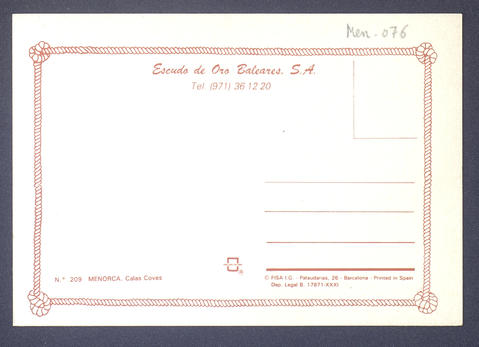 Men-076
Escudo de Oro Baleares, S.A.
Tel. (971) 36 12 20
N.° 209 MENORCA. Calas Coves
© FISA I.G. - Palaudarias, 26 - Barcelona - Printed in Spain
Dep. Legal B. 17871-XXXI